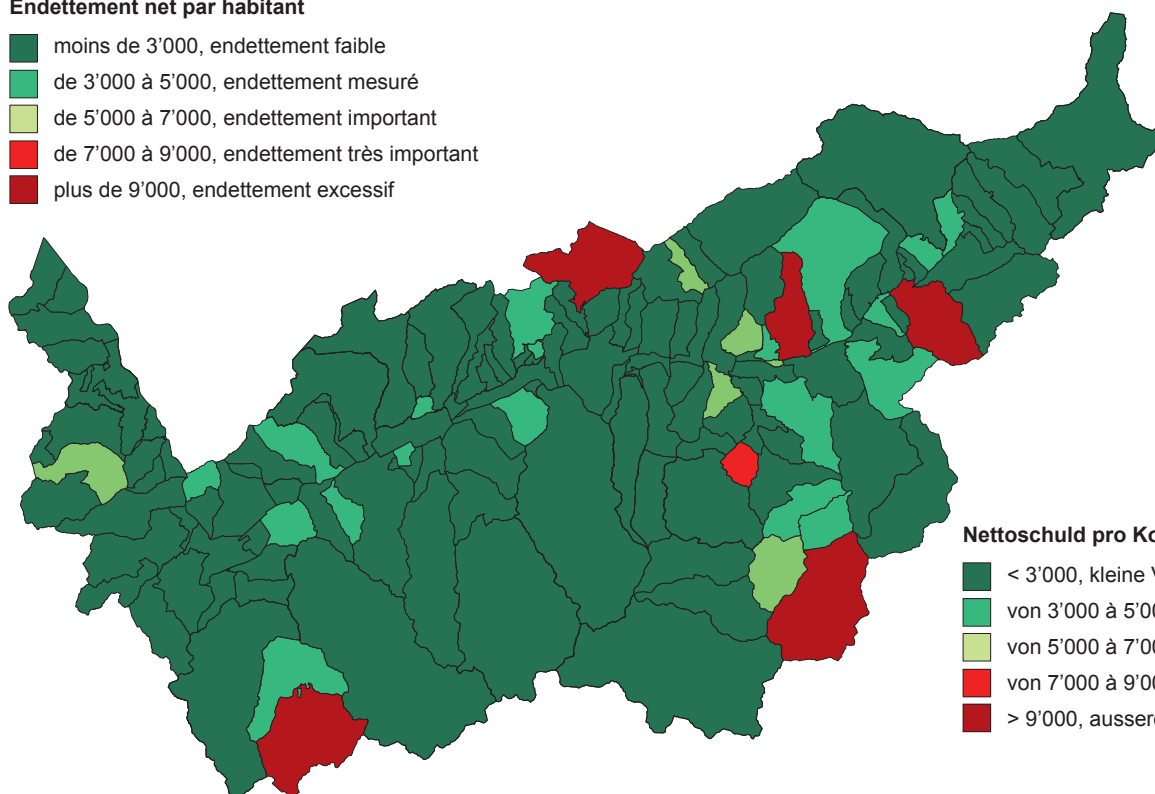 Endettement net par habitant
moins de 3’000, endettement faible
de 3’000 à 5’000, endettement mesuré
de 5’000 à 7’000, endettement important
de 7’000 à 9’000, endettement très important
plus de 9’000, endettement excessif
Nettoschuld pro
< 3’000, kleine
von 3’000 à
von 5’000 à
von 7’000 à
> 9’000,